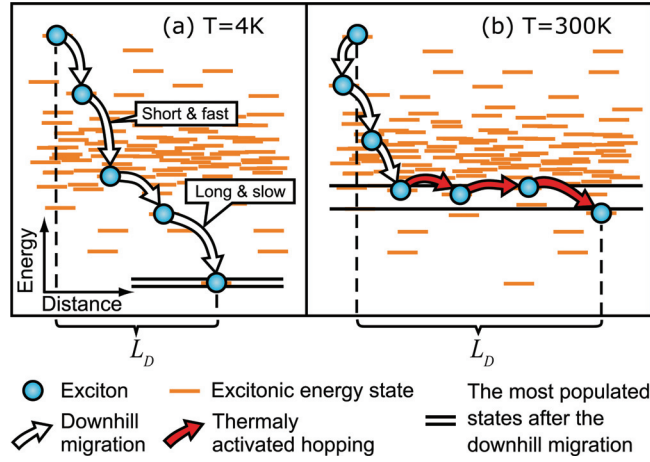 (a) T=4K
(b) T=300K
Short & fast
Long & slow
Energy
Distance
L_D
L_D
Exciton
Excitonic energy state
The most populated
states after the
downhill migration
Downhill
migration
Thermaly
activated hopping